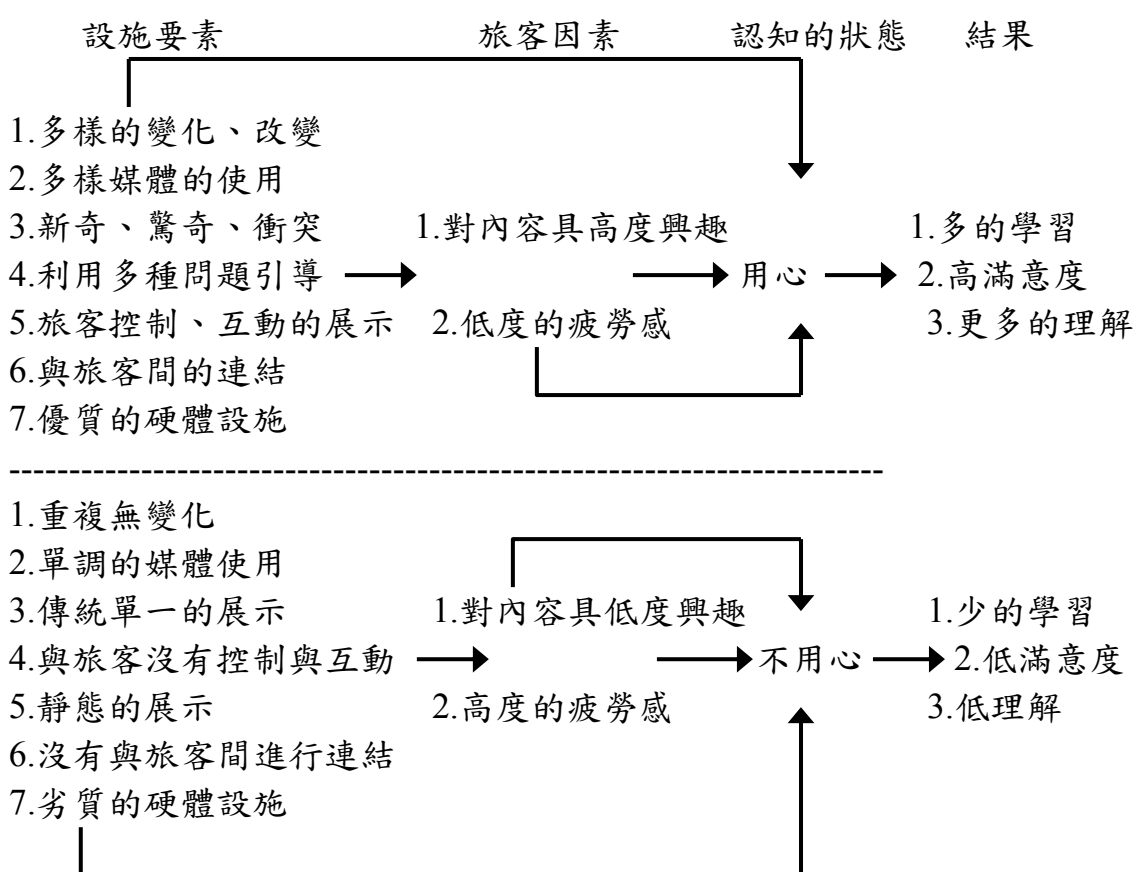 設施要素 旅客因素 認知的狀態 結果
1.多樣的變化、改變
2.多樣媒體的使用
3.新奇、驚奇、衝突 1.對內容具高度興趣 1.多的學習
4.利用多種問題引導 用心 2.高滿意度
5.旅客控制、互動的展示 2.低度的疲勞感 3.更多的理解
6.與旅客間的連結
7.優質的硬體設施
1.重複無變化
2.單調的媒體使用
3.傳統單一的展示 1.對內容具低度興趣 1.少的學習
4.與旅客沒有控制與互動 不用心 2.低滿意度
5.靜態的展示 2.高度的疲勞感 3.低理解
6.沒有與旅客間進行連結
7.劣質的硬體設施